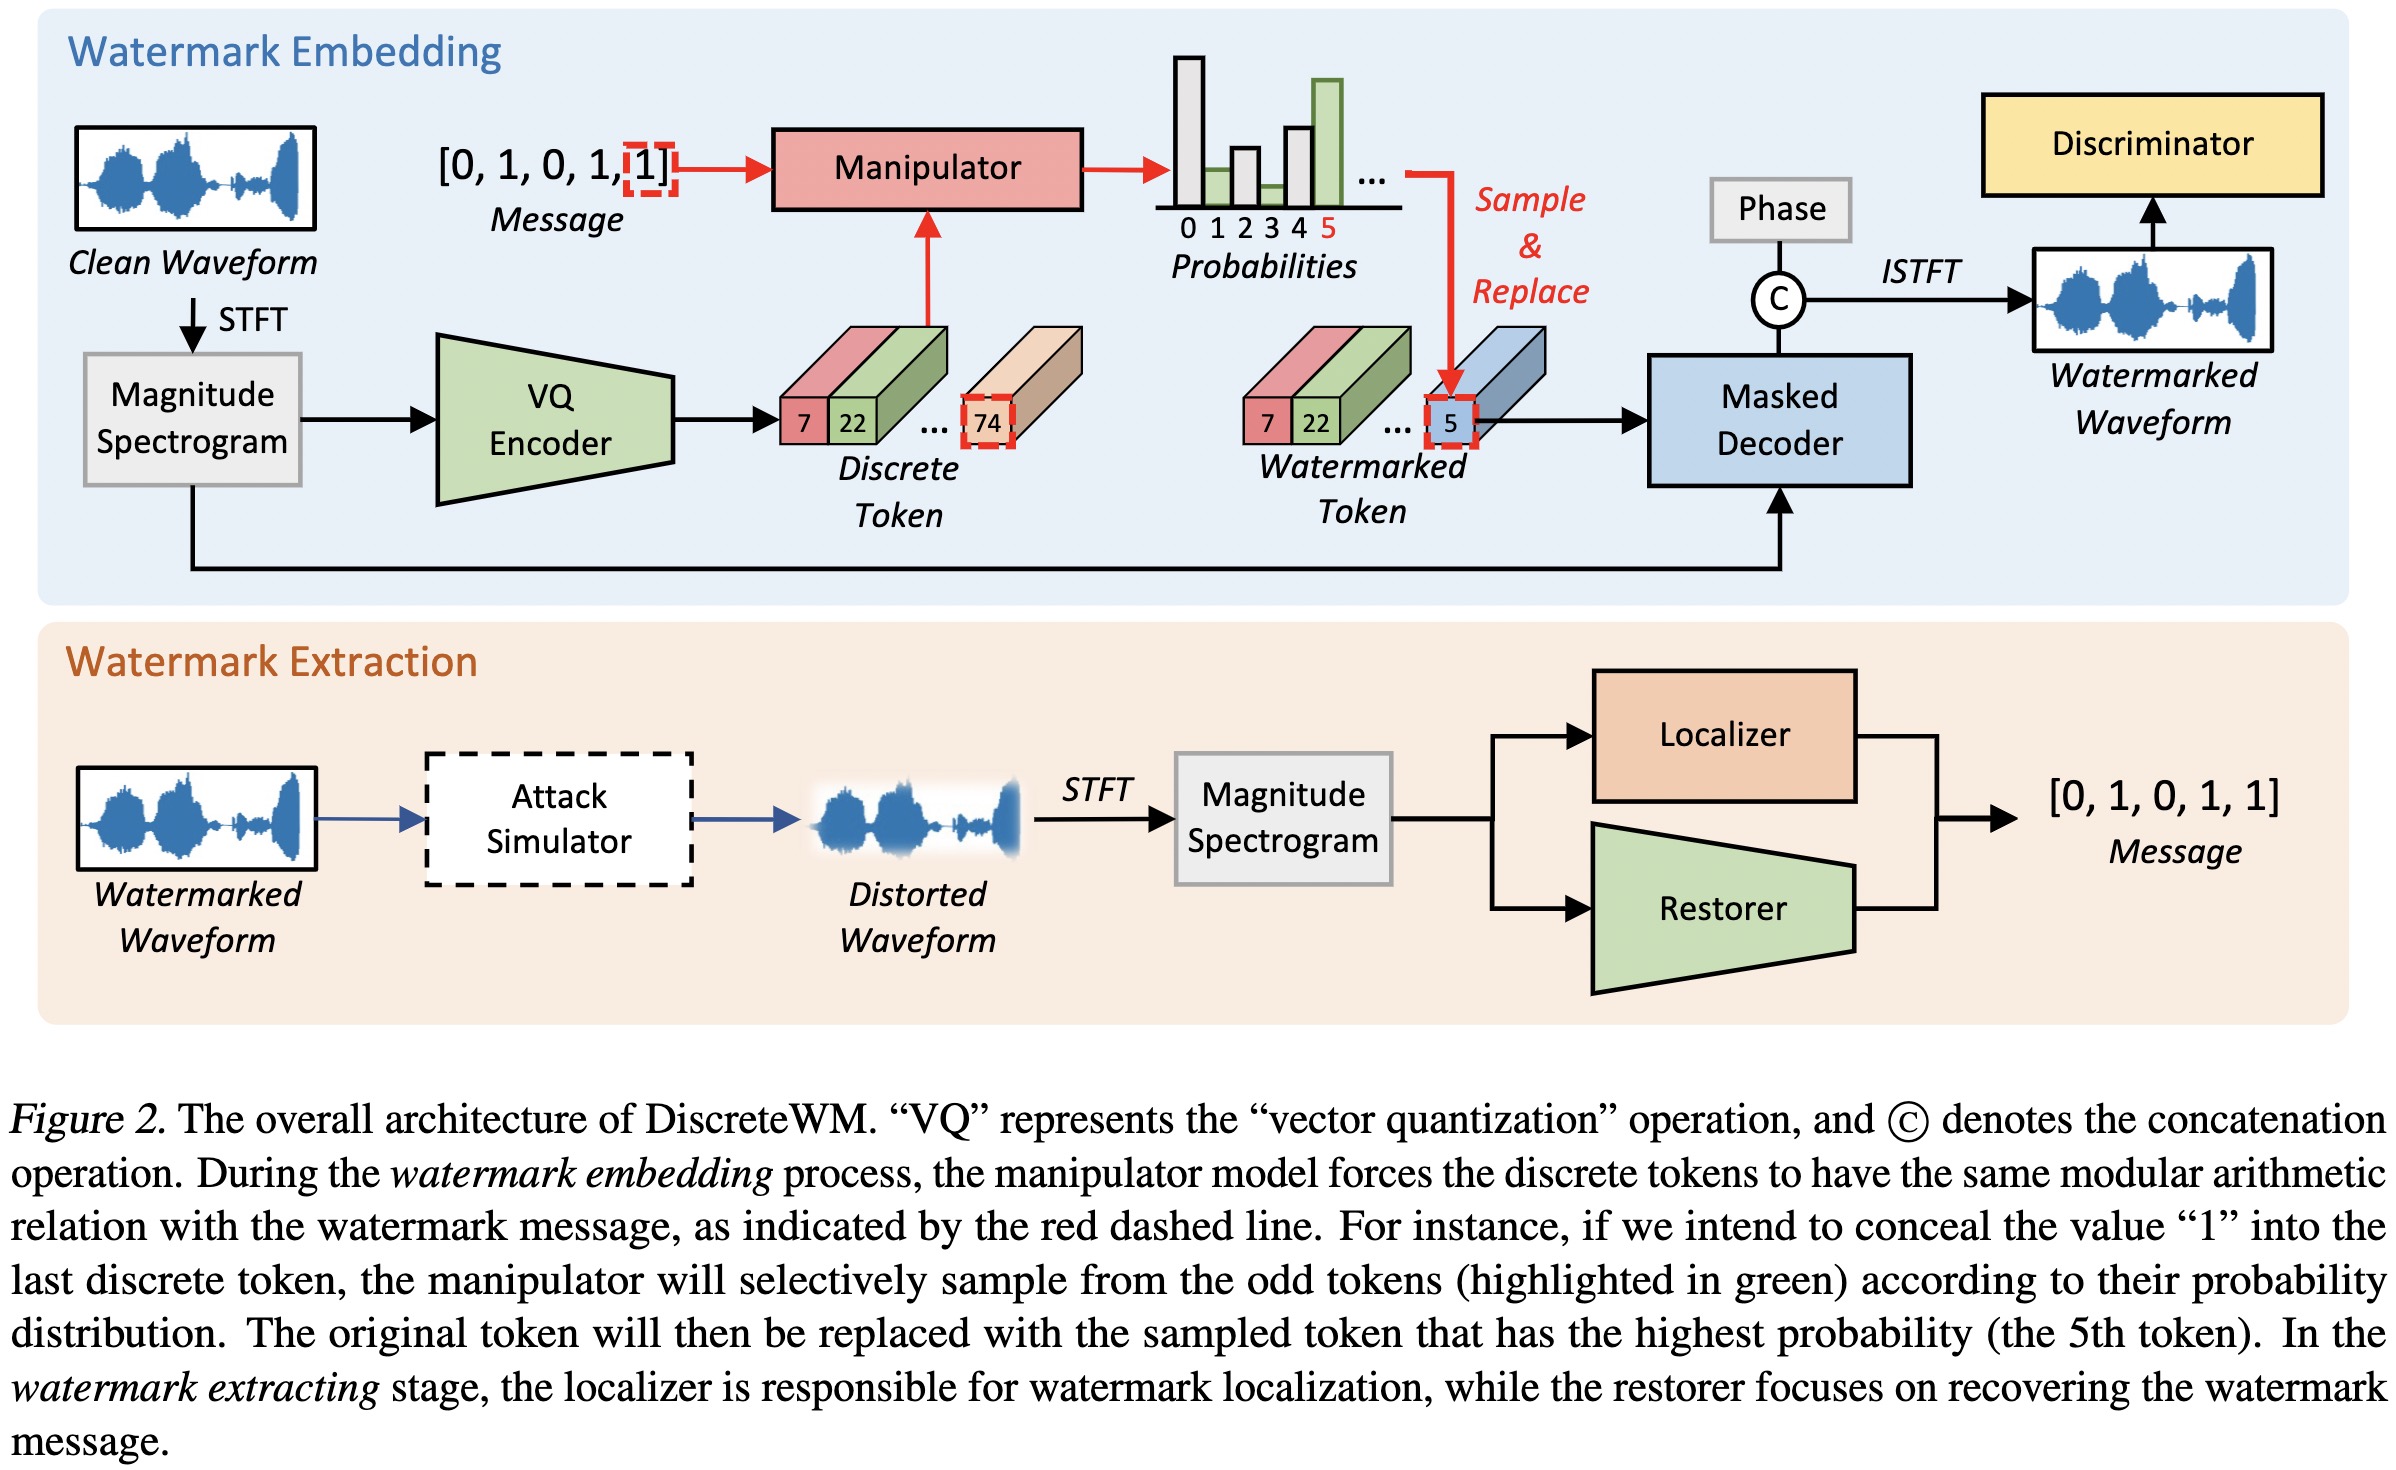 Watermark Embedding
Clean Waveform
STFT
Magnitude
Spectrogram
VQ
Encoder
[0, 1, 0, 1, 1]
Message
Manipulator
7 22 ... 74
Discrete
Token
...
0 1 2 3 4 5
Probabilities
Sample
&
Replace
7 22 ... 5
Watermarked
Token
Masked
Decoder
Phase
C
ISTFT
Discriminator
Watermarked
Waveform
Watermark Extraction
Watermarked
Waveform
Attack
Simulator
Distorted
Waveform
STFT
Magnitude
Spectrogram
Localizer
Restorer
[0, 1, 0, 1, 1]
Message
Figure 2. The overall architecture of DiscreteWM. “VQ” represents the “vector quantization” operation, and © denotes the concatenation
operation. During the watermark embedding process, the manipulator model forces the discrete tokens to have the same modular arithmetic
relation with the watermark message, as indicated by the red dashed line. For instance, if we intend to conceal the value “1” into the
last discrete token, the manipulator will selectively sample from the odd tokens (highlighted in green) according to their probability
distribution. The original token will then be replaced with the sampled token that has the highest probability (the 5th token). In the
watermark extracting stage, the localizer is responsible for watermark localization, while the restorer focuses on recovering the watermark
message.